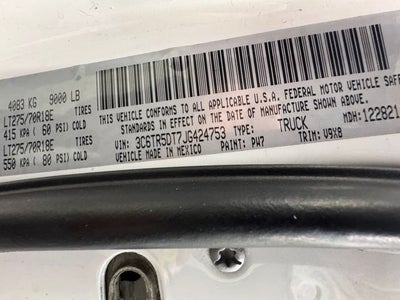 4083 KG 9000 LB
LT275/70R18E TIRES
415 KPA ( 60 PSI) COLD
LT275/70R18E TIRES
550 KPA ( 80 PSI) COLD
THIS VEHICLE CONFORMS TO ALL APPLICABLE U.S.A. FEDERAL MOTOR VEHICLE SAFE
STANDARDS IN EFFECT ON THE DATE OF MANUFACTURE SHOWN ABOVE
VIN: 3C6TR5DT7JG424753 TYPE: TRUCK MDH: 122821
MADE IN MEXICO PAINT: PW7 TRIM: V9X8